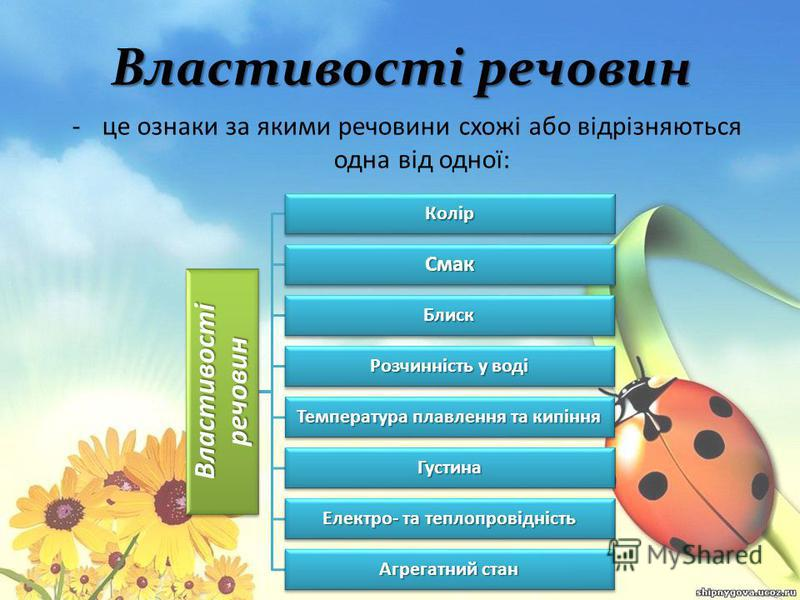 Властивості речовин
- це ознаки за якими речовини схожі або відрізняються
одна від одної:
Властивості
речовин
Колір
Смак
Блиск
Розчинність у воді
Температура плавлення та кипіння
Густина
Електро- та теплопровідність
Агрегатний стан
MyShared
shipnygova.ucoz.ru